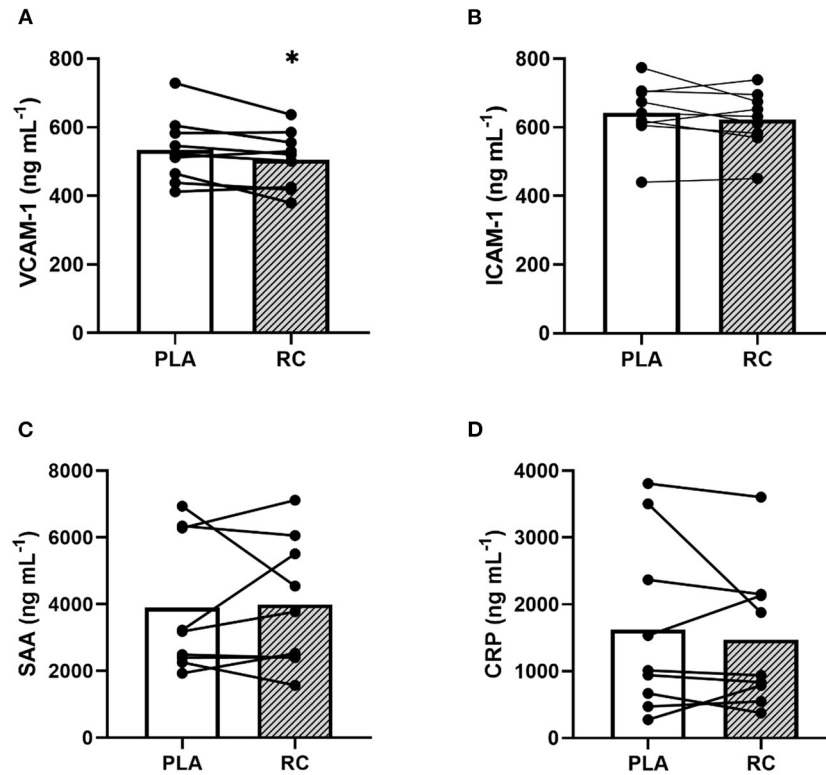 A
*
VCAM-1 (ng mL⁻¹)
800
600
400
200
0
PLA RC
B
ICAM-1 (ng mL⁻¹)
800
600
400
200
0
PLA RC
C
SAA (ng mL⁻¹)
8000
6000
4000
2000
0
PLA RC
D
CRP (ng mL⁻¹)
4000
3000
2000
1000
0
PLA RC